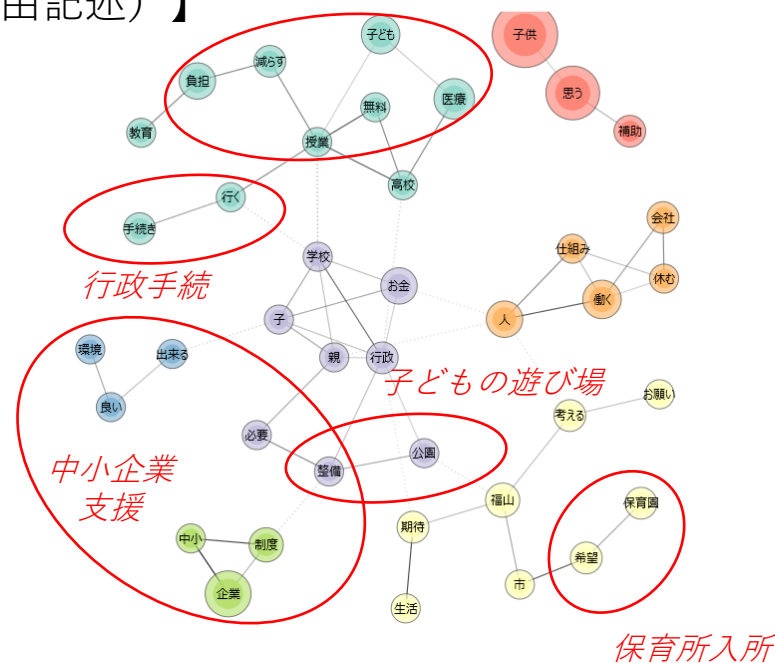 由記述）】
子ども
子供
減らす
負担
思う
無料
医療
教育
補助
授業
高校
行く
手続き
会社
仕組み
学校
行政手続
お金
休む
働く
子
人
環境
出来る
親
行政
子どもの遊び場
お願い
良い
考える
必要
公園
中小企業
支援
整備
福山
保育園
期待
中小
制度
希望
市
企業
生活
保育所入所